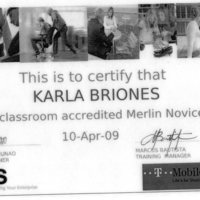 This is to certify that
KARLA BRIONES
classroom accredited Merlin Novice
10-Apr-09
MARCOS BAUTISTA
TRAINING MANAGER
T Mobile